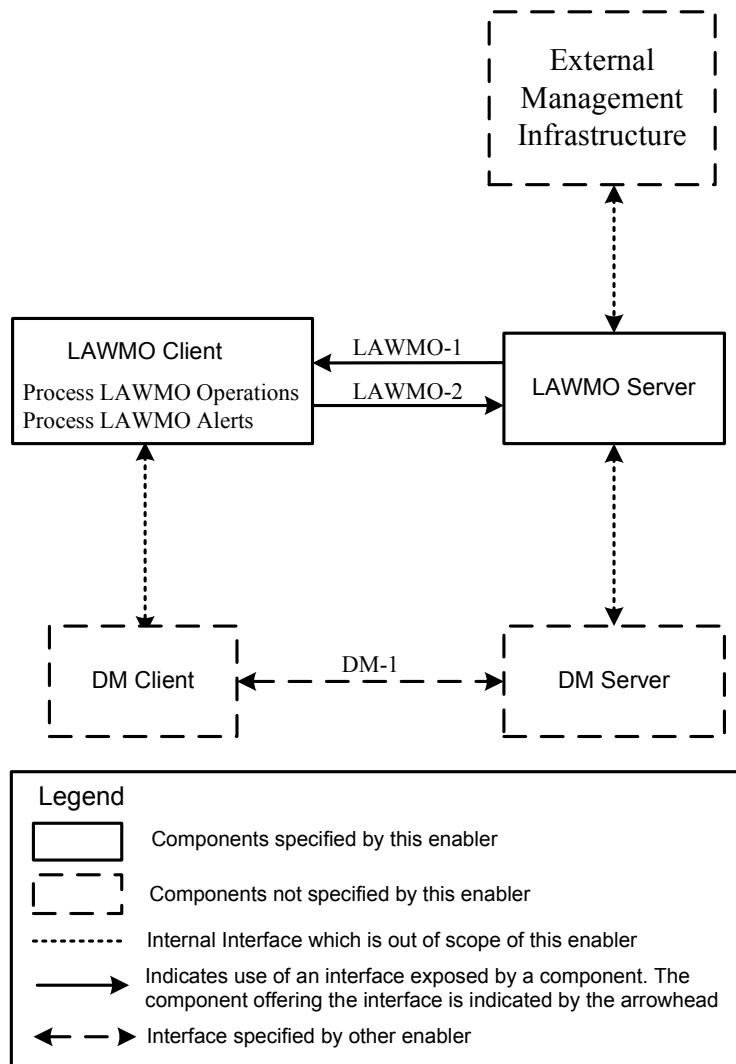 External
Management
Infrastructure
LAWMO Client
Process LAWMO Operations
Process LAWMO Alerts
LAWMO-1
LAWMO-2
LAWMO Server
DM Client
DM-1
DM Server
Legend
Components specified by this enabler
Components not specified by this enabler
Internal Interface which is out of scope of this enabler
Indicates use of an interface exposed by a component. The
component offering the interface is indicated by the arrowhead
Interface specified by other enabler